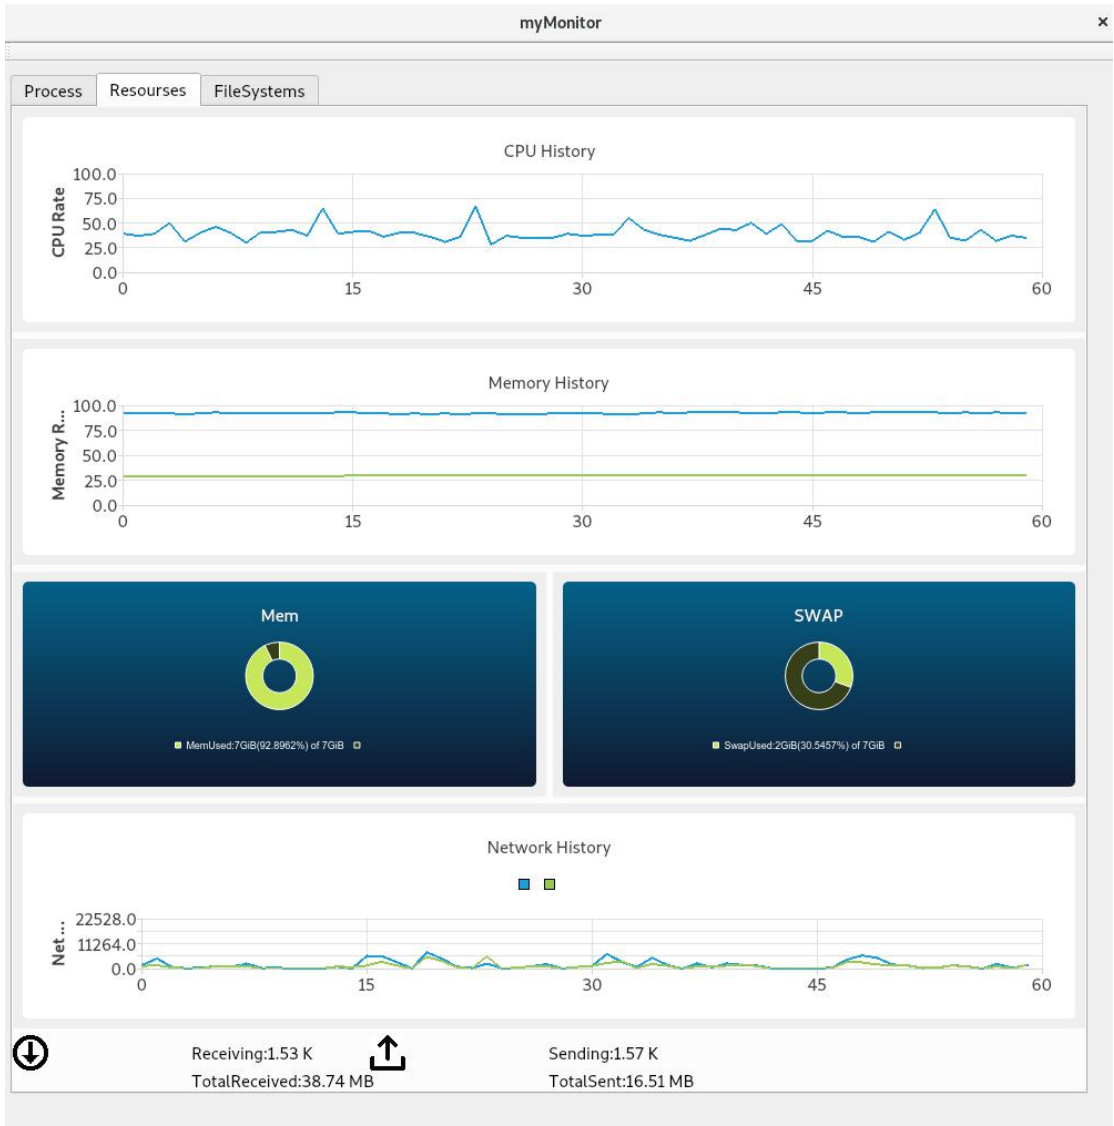 myMonitor ×
Process Resourses FileSystems
CPU History
CPU Rate
100.0
75.0
50.0
25.0
0.0
0 15 30 45 60
Memory History
Memory R...
100.0
75.0
50.0
25.0
0.0
0 15 30 45 60
Mem
MemUsed:7GiB(92.8962%) of 7GiB
SWAP
SwapUsed:2GiB(30.5457%) of 7GiB
Network History
Net ...
22528.0
11264.0
0.0
0 15 30 45 60
Receiving:1.53 K
TotalReceived:38.74 MB
Sending:1.57 K
TotalSent:16.51 MB